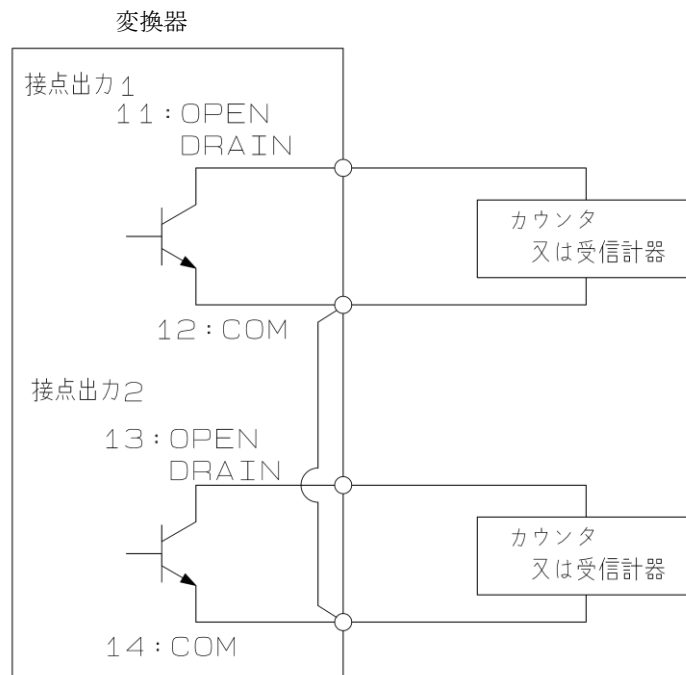 変換器
接点出力1
11:OPEN
DRAIN
カウンタ
又は受信計器
12:COM
接点出力2
13:OPEN
DRAIN
カウンタ
又は受信計器
14:COM